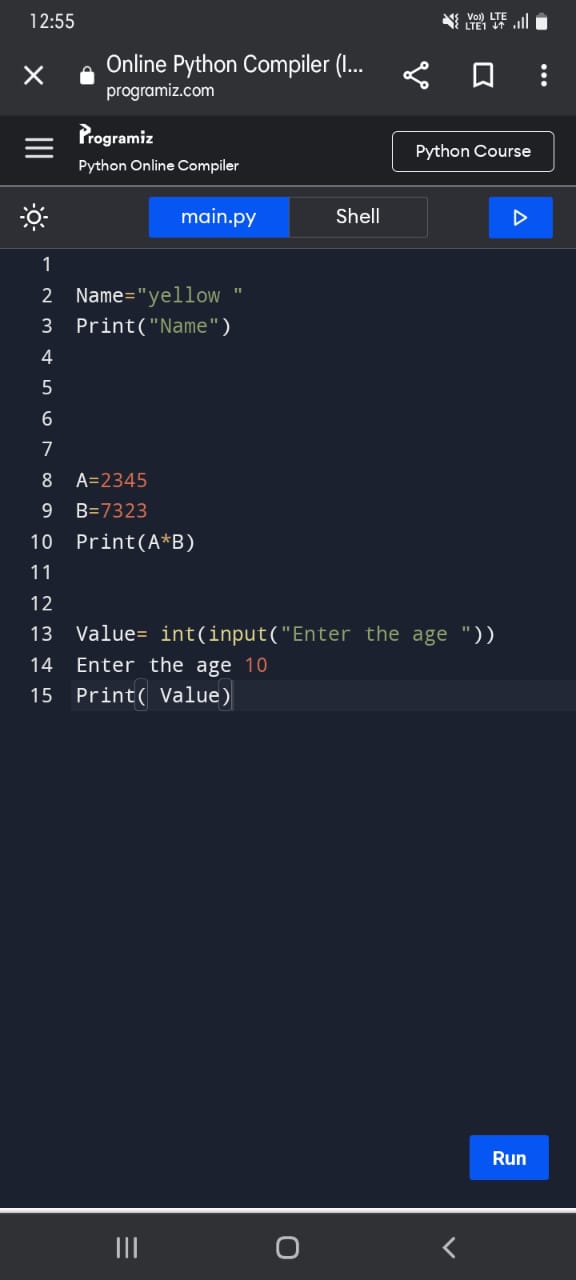 12:55 Vo)) LTE LTE1
Online Python Compiler (I...
programiz.com
Programiz
Python Online Compiler
Python Course
main.py Shell
1
2 Name="yellow "
3 Print("Name")
4
5
6
7
8 A=2345
9 B=7323
10 Print(A*B)
11
12
13 Value= int(input("Enter the age "))
14 Enter the age 10
15 Print( Value)
Run